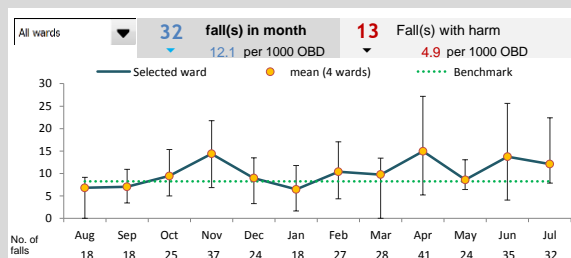 All wards
32 fall(s) in month
12.1 per 1000 OBD
13 Fall(s) with harm
4.9 per 1000 OBD
Selected ward mean (4 wards) Benchmark
30
25
20
15
10
5
0
Aug Sep Oct Nov Dec Jan Feb Mar Apr May Jun Jul
No. of falls 18 18 25 37 24 18 27 28 41 24 35 32